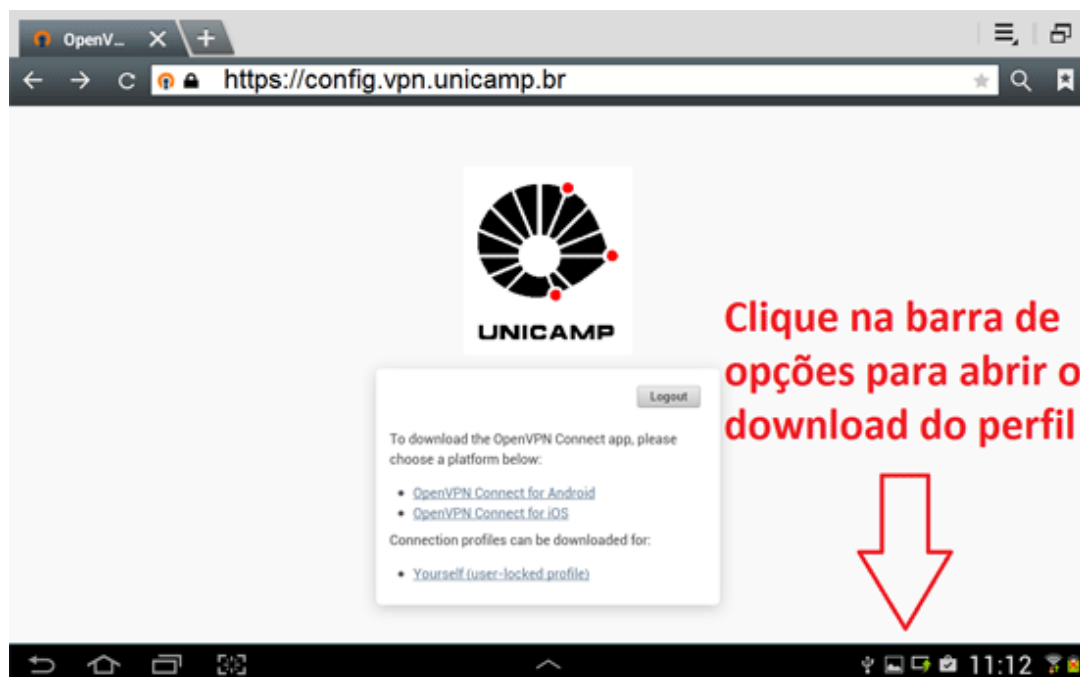 OpenV...
https://config.vpn.unicamp.br
UNICAMP
Clique na barra de
opções para abrir o
download do perfil
Logout
To download the OpenVPN Connect app, please
choose a platform below:
OpenVPN Connect for Android
OpenVPN Connect for iOS
Connection profiles can be downloaded for:
Yourself (user-locked profile)
11:12